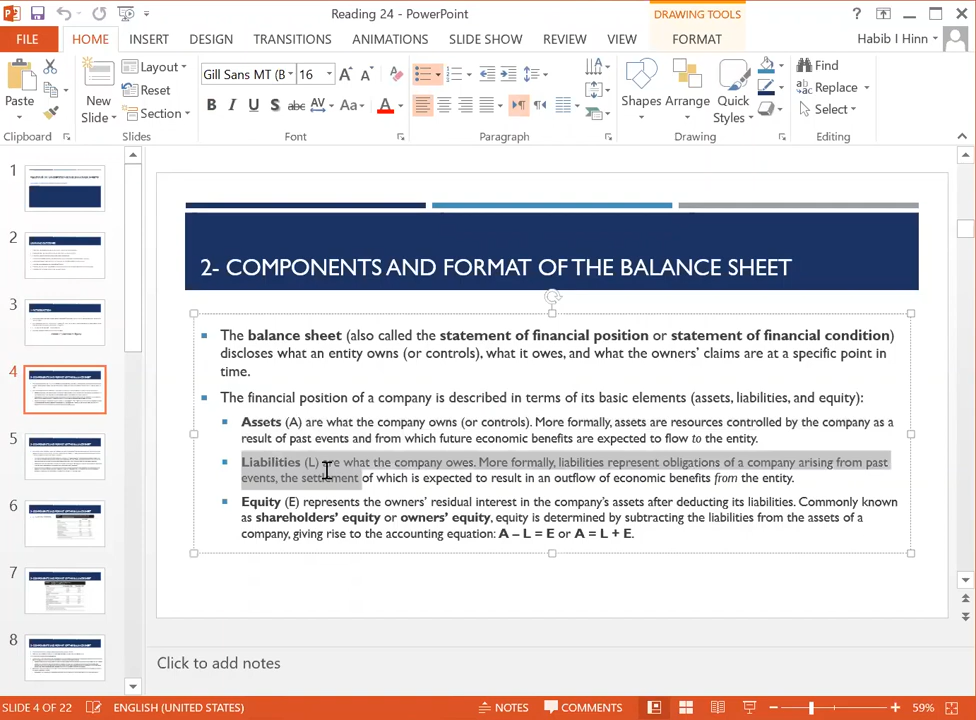 Reading 24 - PowerPoint
DRAWING TOOLS
FILE HOME INSERT DESIGN TRANSITIONS ANIMATIONS SLIDE SHOW REVIEW VIEW FORMAT Habib I Hinn
Paste
New
Slide
Layout
Reset
Section
Gill Sans MT (B 16
B I U S abc AV Aa A
Shapes Arrange Quick
Styles
Find
Replace
Select
Clipboard Slides Font Paragraph Drawing Editing
1
2
3
4
5
6
7
8
2- COMPONENTS AND FORMAT OF THE BALANCE SHEET
The balance sheet (also called the statement of financial position or statement of financial condition)
discloses what an entity owns (or controls), what it owes, and what the owners' claims are at a specific point in
time.
The financial position of a company is described in terms of its basic elements (assets, liabilities, and equity):
Assets (A) are what the company owns (or controls). More formally, assets are resources controlled by the company as a
result of past events and from which future economic benefits are expected to flow to the entity.
Liabilities (L) are what the company owes. More formally, liabilities represent obligations of a company arising from past
events, the settlement of which is expected to result in an outflow of economic benefits from the entity.
Equity (E) represents the owners' residual interest in the company's assets after deducting its liabilities. Commonly known
as shareholders' equity or owners' equity, equity is determined by subtracting the liabilities from the assets of a
company, giving rise to the accounting equation: A – L = E or A = L + E.
Click to add notes
SLIDE 4 OF 22 ENGLISH (UNITED STATES) NOTES COMMENTS 59%